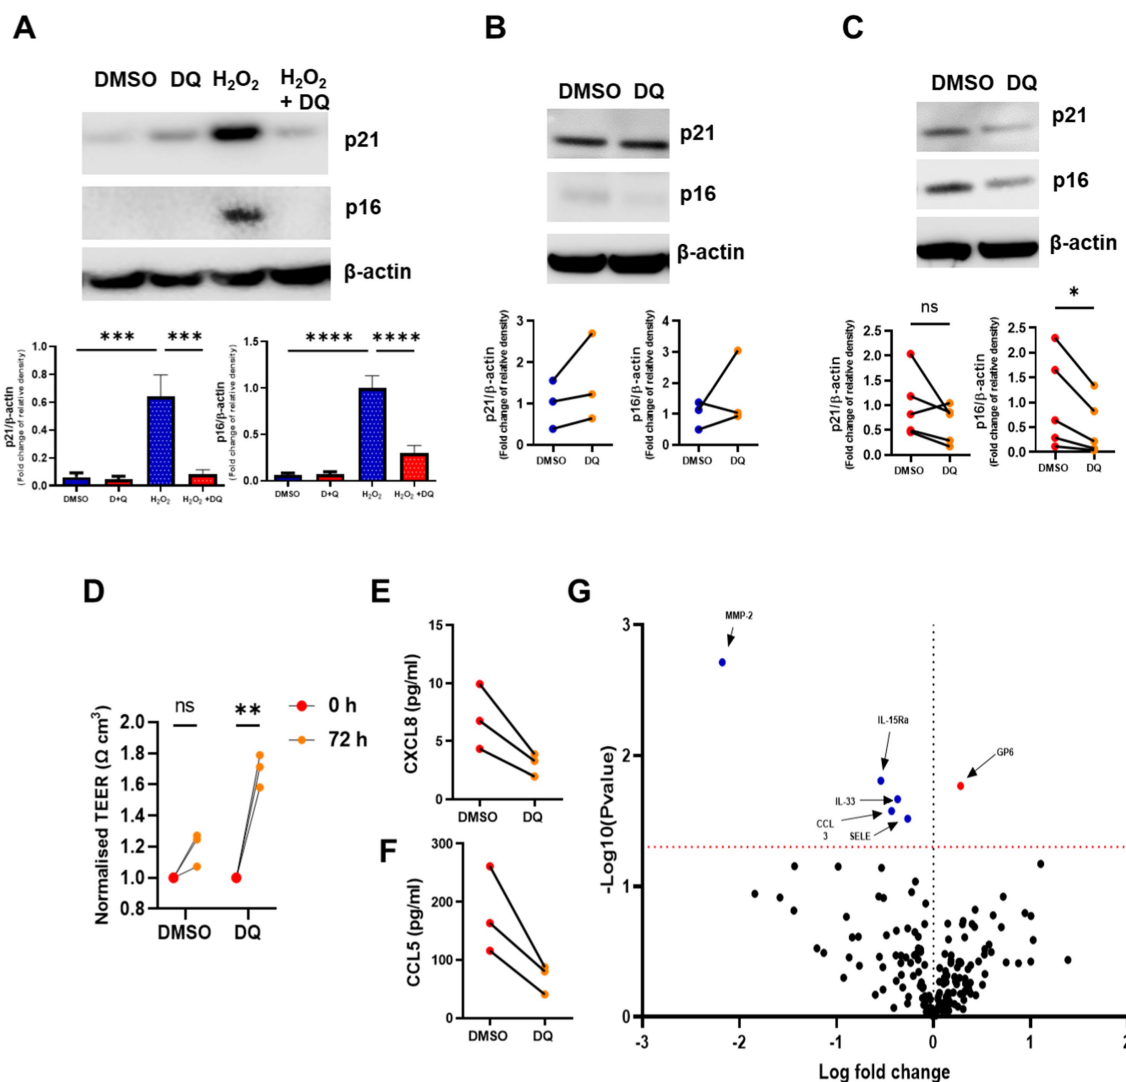 A
DMSO DQ H₂O₂ H₂O₂
+ DQ
p21
p16
β-actin
*** ***
p21/β-actin
(Fold change of relative density)
1.0
0.8
0.6
0.4
0.2
0.0
DMSO D+Q H₂O₂ H₂O₂ +DQ
**** ****
p16/β-actin
(Fold change of relative density)
1.5
1.0
0.5
0.0
DMSO D+Q H₂O₂ H₂O₂ +DQ
B
DMSO DQ
p21
p16
β-actin
p21/β-actin
(Fold change of relative density)
3
2
1
0
DMSO DQ
p16/β-actin
(Fold change of relative density)
4
3
2
1
0
DMSO DQ
C
DMSO DQ
p21
p16
β-actin
ns
p21/β-actin
(Fold change of relative density)
2.5
2.0
1.5
1.0
0.5
0.0
DMSO DQ
*
p16/β-actin
(Fold change of relative density)
2.5
2.0
1.5
1.0
0.5
0.0
DMSO DQ
D
ns **
0 h
72 h
Normalised TEER (Ω cm³)
2.0
1.8
1.6
1.4
1.2
1.0
0.8
DMSO DQ
E
CXCL8 (pg/ml)
15
10
5
0
DMSO DQ
F
CCL5 (pg/ml)
300
200
100
0
DMSO DQ
G
-Log10(Pvalue)
3
2
1
0
MMP-2
IL-15Ra
GP6
IL-33
CCL
3
SELE
-3 -2 -1 0 1 2
Log fold change